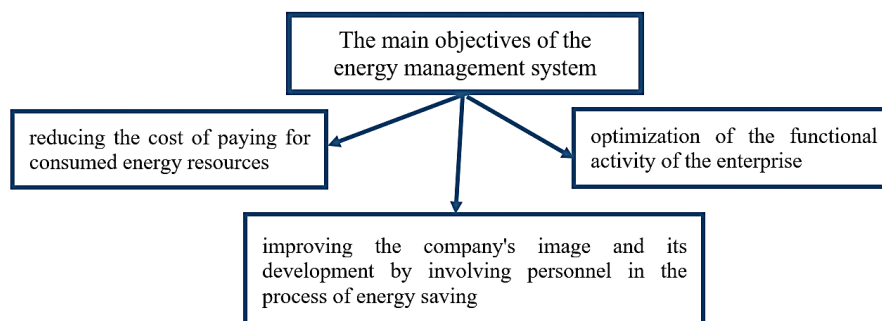 The main objectives of the
energy management system
reducing the cost of paying for
consumed energy resources
optimization of the functional
activity of the enterprise
improving the company's image and its
development by involving personnel in the
process of energy saving